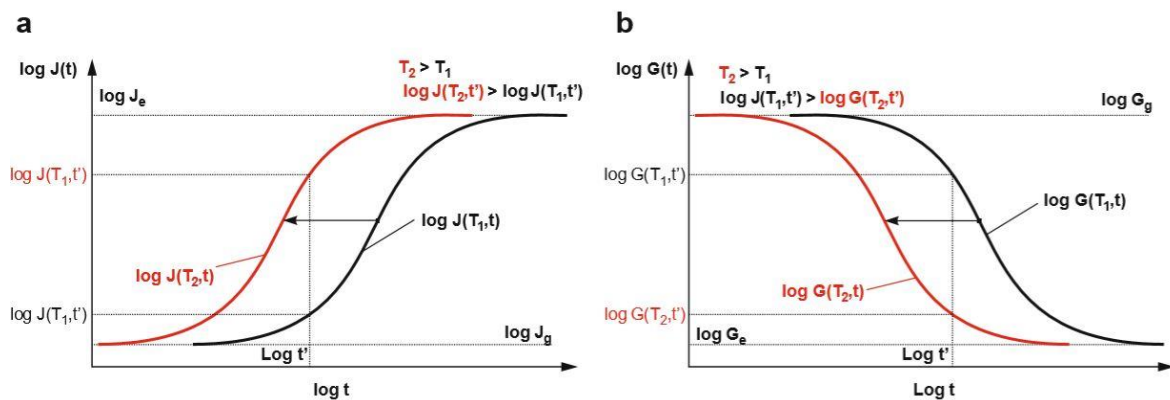 a
log J(t)
T₂ > T₁
log J(T₂,t’) > log J(T₁,t’)
log Jₑ
log J(T₁,t’)
log J(T₁,t)
log J(T₂,t)
log J(T₁,t’)
log J_g
Log t’
log t
b
log G(t)
T₂ > T₁
log J(T₁,t’) > log G(T₂,t’)
log G_g
log G(T₁,t’)
log G(T₁,t)
log G(T₂,t)
log G(T₂,t’)
log Gₑ
Log t’
Log t